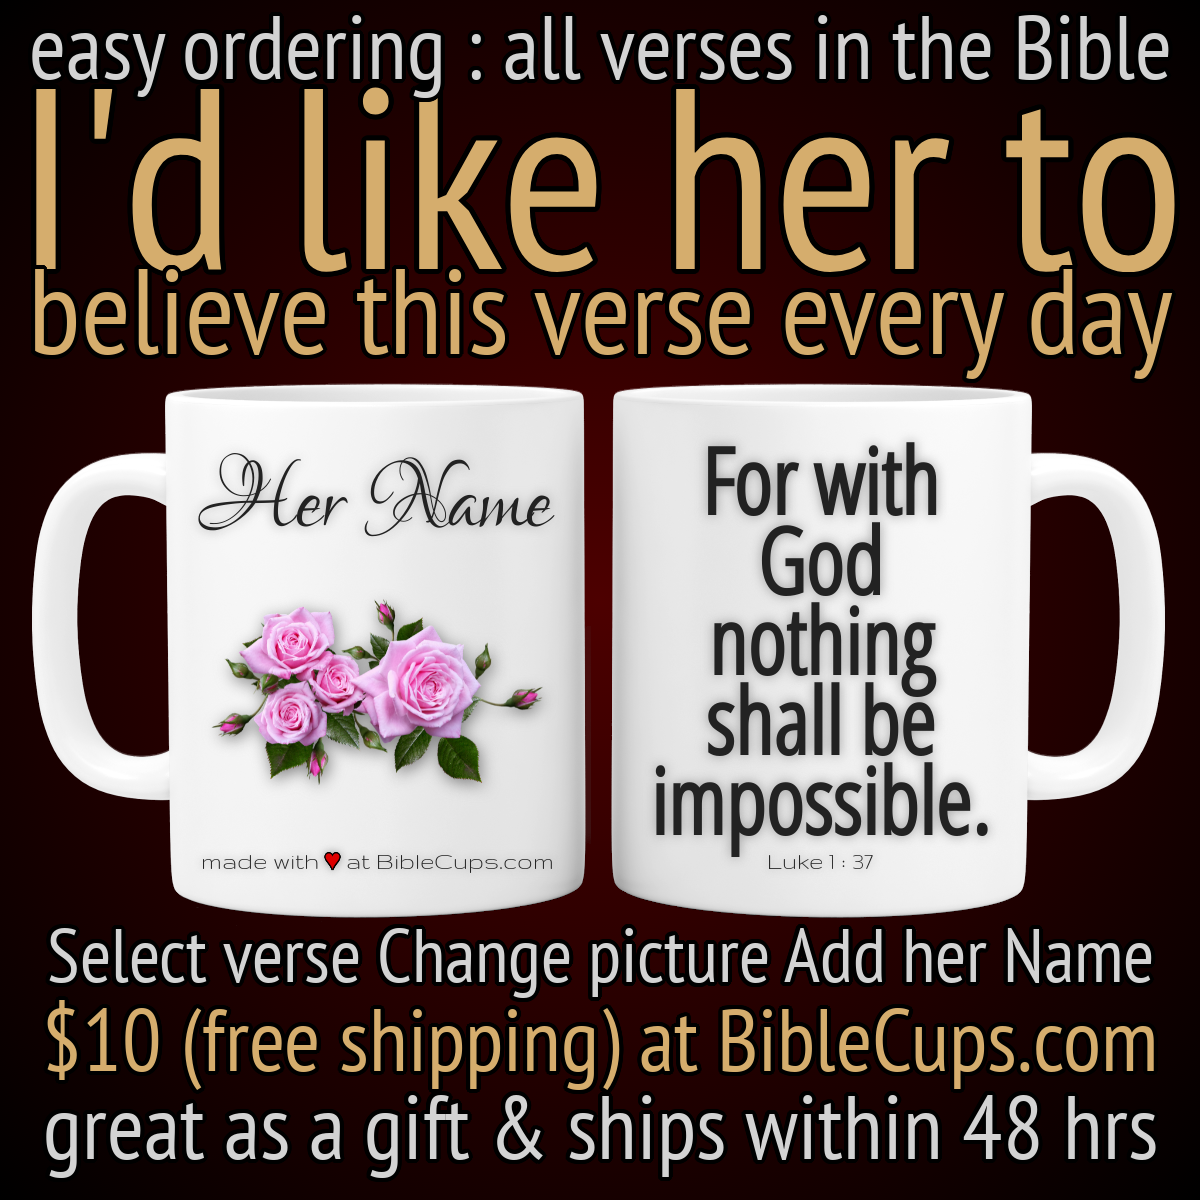 easy ordering : all verses in the Bible
I'd like her to
believe this verse every day
Her Name
made with at BibleCups.com
For with
God
nothing
shall be
impossible.
Luke 1 : 37
Select verse Change picture Add her Name
$10 (free shipping) at BibleCups.com
great as a gift & ships within 48 hrs